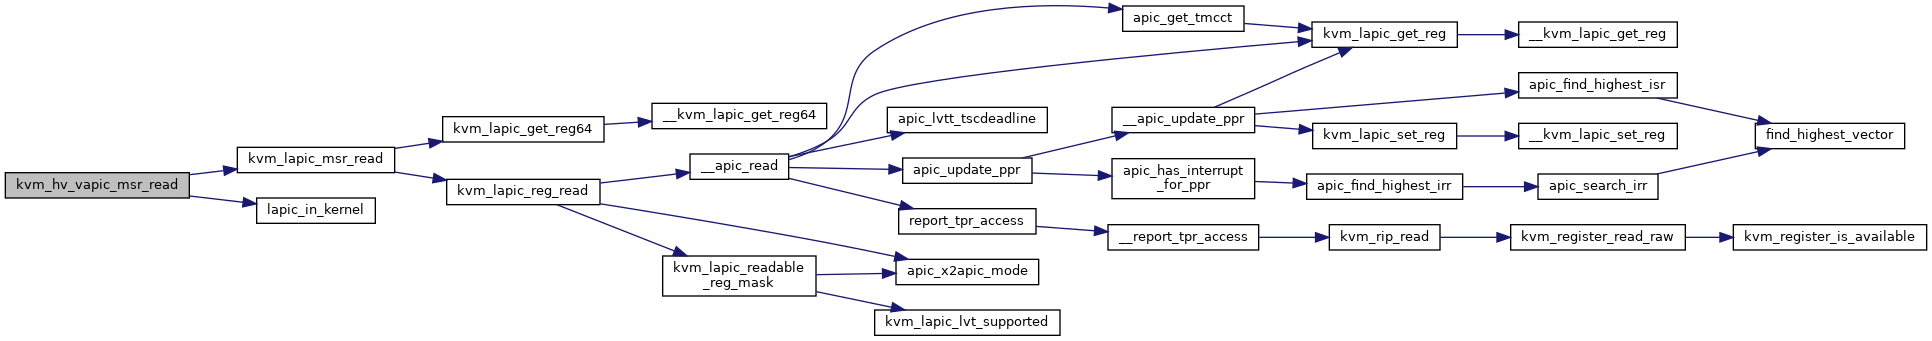 kvm_hv_vapic_msr_read
kvm_lapic_msr_read
lapic_in_kernel
kvm_lapic_get_reg64
kvm_lapic_reg_read
__kvm_lapic_get_reg64
__apic_read
kvm_lapic_readable
_reg_mask
apic_get_tmcct
apic_lvtt_tscdeadline
apic_update_ppr
report_tpr_access
apic_x2apic_mode
kvm_lapic_lvt_supported
__apic_update_ppr
apic_has_interrupt
_for_ppr
__report_tpr_access
kvm_lapic_get_reg
kvm_lapic_set_reg
apic_find_highest_irr
kvm_rip_read
__kvm_lapic_get_reg
apic_find_highest_isr
__kvm_lapic_set_reg
apic_search_irr
kvm_register_read_raw
find_highest_vector
kvm_register_is_available